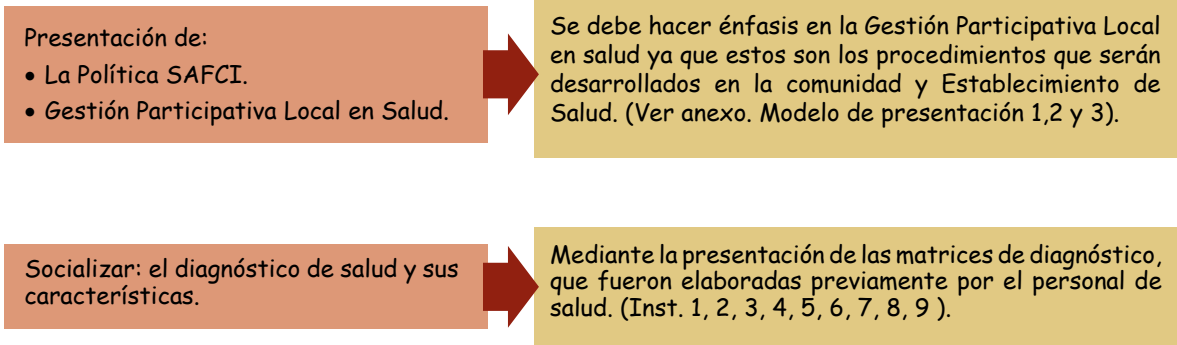 Presentación de:
• La Política SAFCI.
• Gestión Participativa Local en Salud.
Se debe hacer énfasis en la Gestión Participativa Local
en salud ya que estos son los procedimientos que serán
desarrollados en la comunidad y Establecimiento de
Salud. (Ver anexo. Modelo de presentación 1,2 y 3).
Socializar: el diagnóstico de salud y sus
características.
Mediante la presentación de las matrices de diagnóstico,
que fueron elaboradas previamente por el personal de
salud. (Inst. 1, 2, 3, 4, 5, 6, 7, 8, 9 ).